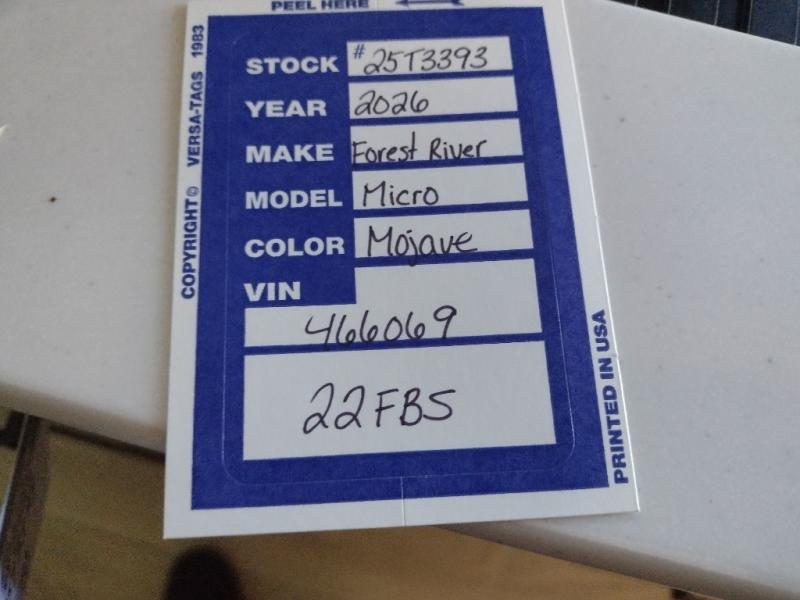 PEEL HERE
COPYRIGHT© VERSA-TAGS 1983
STOCK #25T3393
YEAR 2026
MAKE Forest River
MODEL Micro
COLOR Mojave
VIN
466069
22FBS
PRINTED IN USA